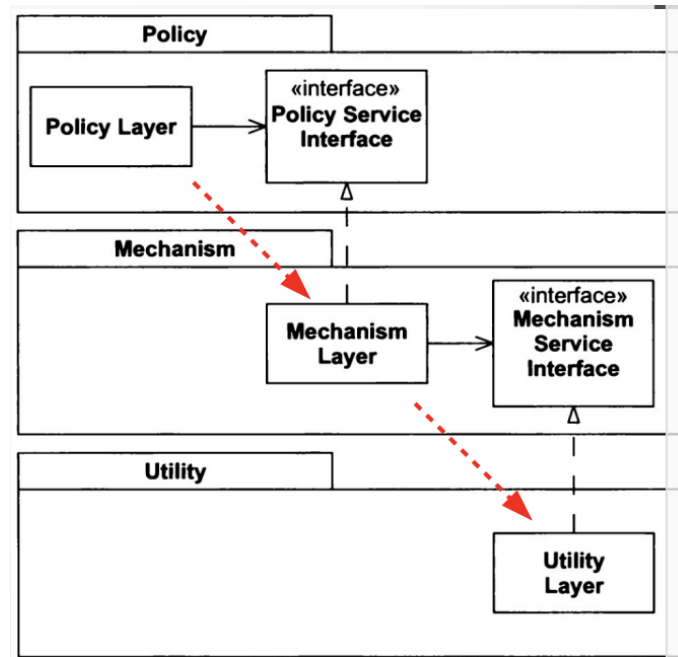 Policy
Policy Layer
«interface»
Policy Service
Interface
Mechanism
Mechanism
Layer
«interface»
Mechanism
Service
Interface
Utility
Utility
Layer